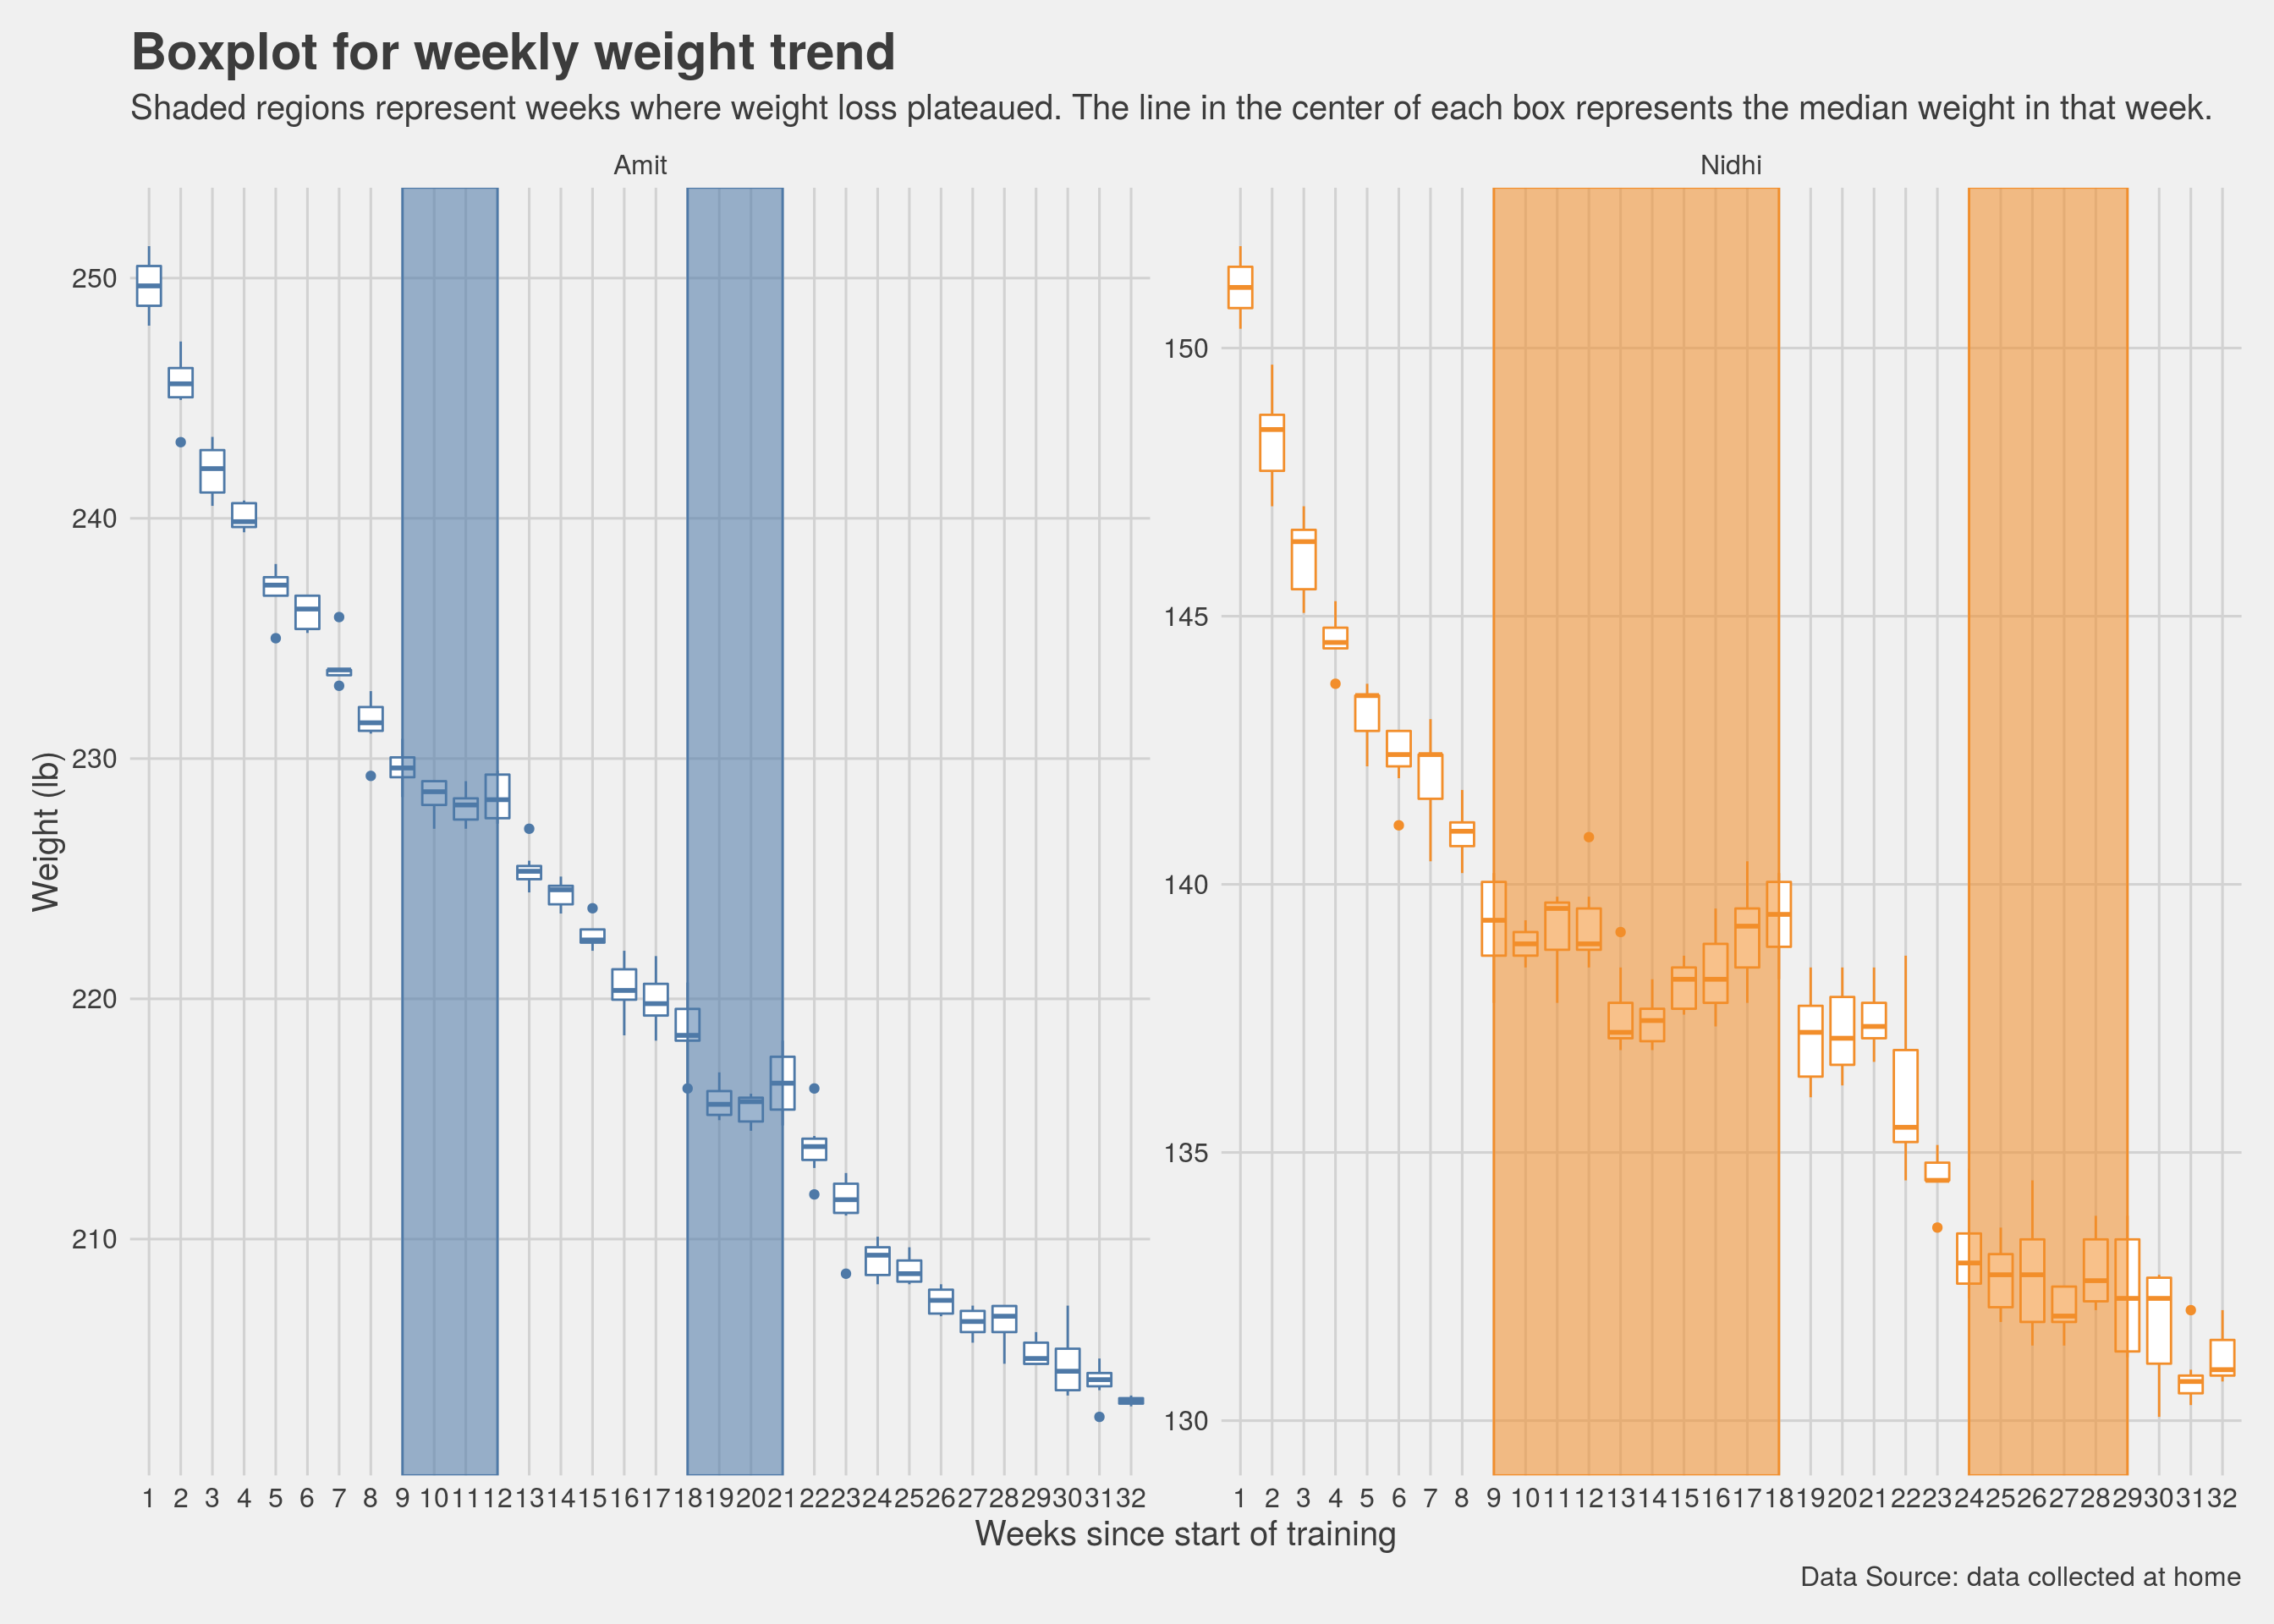 Boxplot for weekly weight trend
Shaded regions represent weeks where weight loss plateaued. The line in the center of each box represents the median weight in that week.
Amit
Nidhi
Weight (lb)
250
240
230
220
210
150
145
140
135
130
1 2 3 4 5 6 7 8 9 10 11 12 13 14 15 16 17 18 19 20 21 22 23 24 25 26 27 28 29 30 31 32
1 2 3 4 5 6 7 8 9 10 11 12 13 14 15 16 17 18 19 20 21 22 23 24 25 26 27 28 29 30 31 32
Weeks since start of training
Data Source: data collected at home